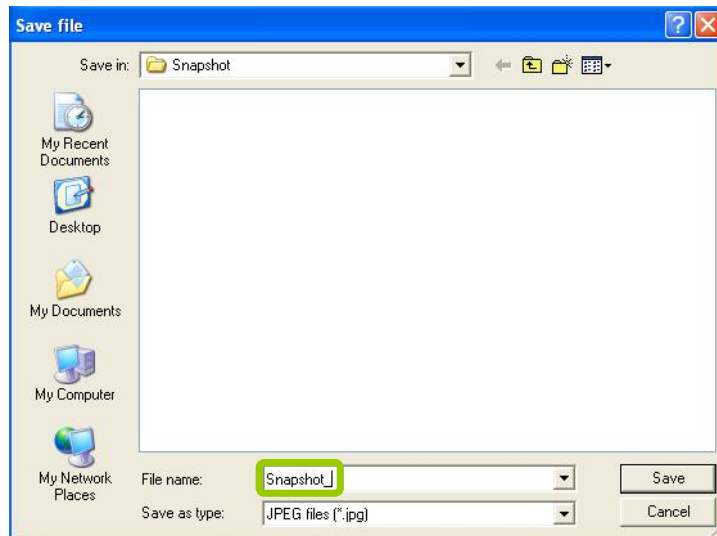 Save file
Save in: Snapshot
My Recent
Documents
Desktop
My Documents
My Computer
My Network
Places
File name: Snapshot_
Save
Save as type: JPEG files (*.jpg)
Cancel